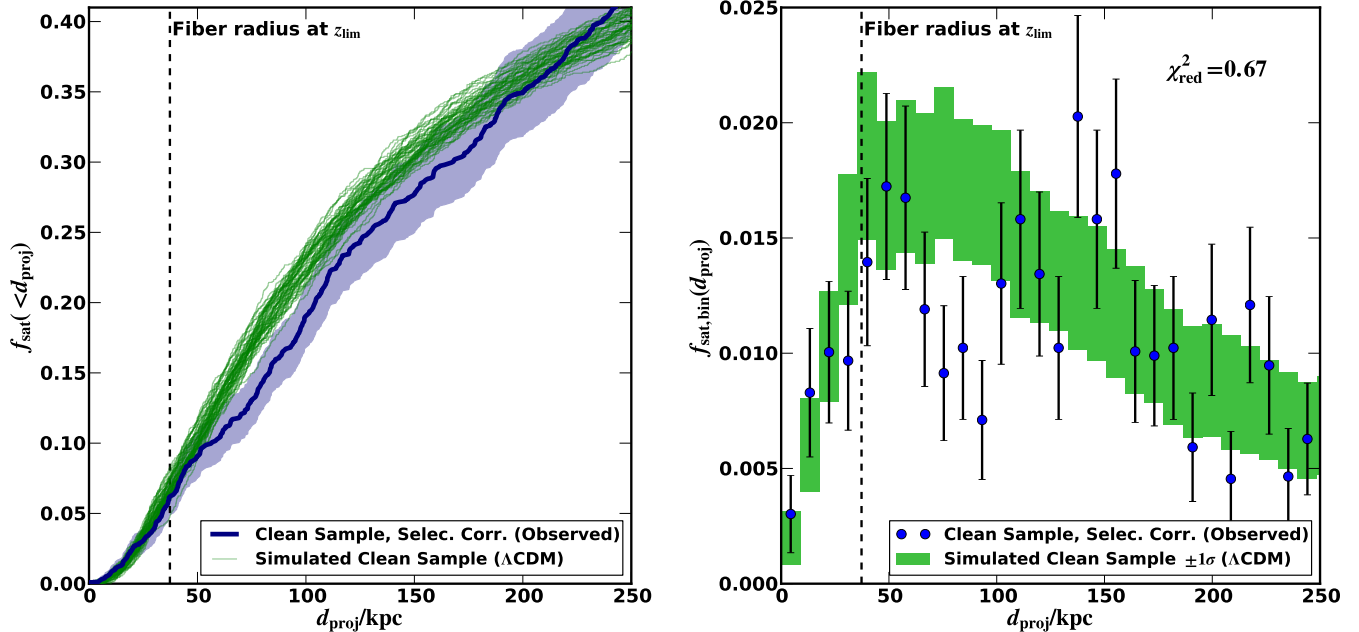 Fiber radius at z_lim
0.40
0.35
0.30
0.25
0.20
0.15
0.10
0.05
0.00
f_sat(<d_proj)
Clean Sample, Selec. Corr. (Observed)
Simulated Clean Sample (ΛCDM)
0 50 100 150 200 250
d_proj/kpc
Fiber radius at z_lim
χ²_red=0.67
0.025
0.020
0.015
0.010
0.005
0.000
f_sat,bin(d_proj)
Clean Sample, Selec. Corr. (Observed)
Simulated Clean Sample ±1σ (ΛCDM)
0 50 100 150 200 250
d_proj/kpc